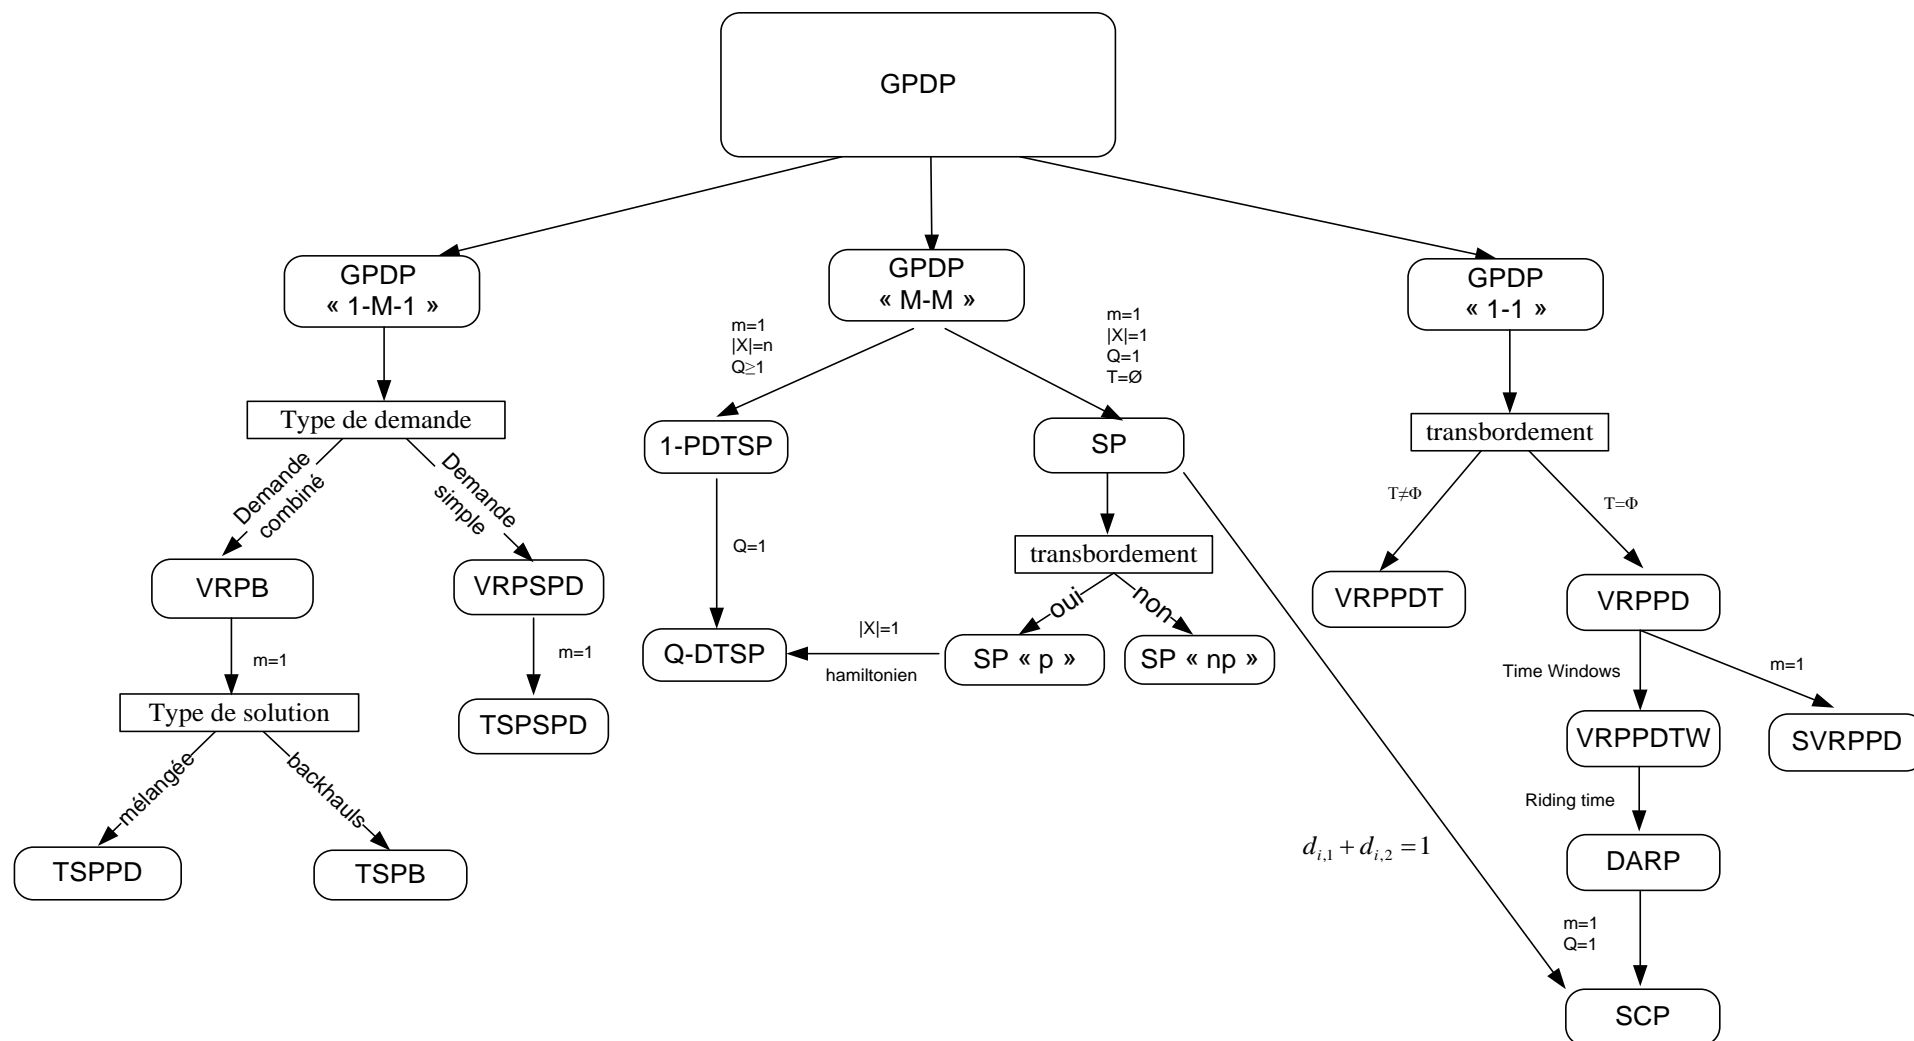 GPDP
GPDP
« 1-M-1 »
GPDP
« M-M »
GPDP
« 1-1 »
m=1
|X|=n
Q≥1
m=1
|X|=1
Q=1
T=Ø
Type de demande
1-PDTSP
SP
transbordement
Demande
combiné
Demande
simple
T≠Φ
T=Φ
Q=1
transbordement
VRPB
VRPSPD
VRPPDT
VRPPD
oui
non
|X|=1
hamiltonien
Q-DTSP
SP « p »
SP « np »
m=1
m=1
Time Windows
m=1
Type de solution
TSPSPD
VRPPDTW
SVRPPD
mélangée
backhauls
Riding time
TSPPD
TSPB
d_{i,1} + d_{i,2} = 1
DARP
m=1
Q=1
SCP